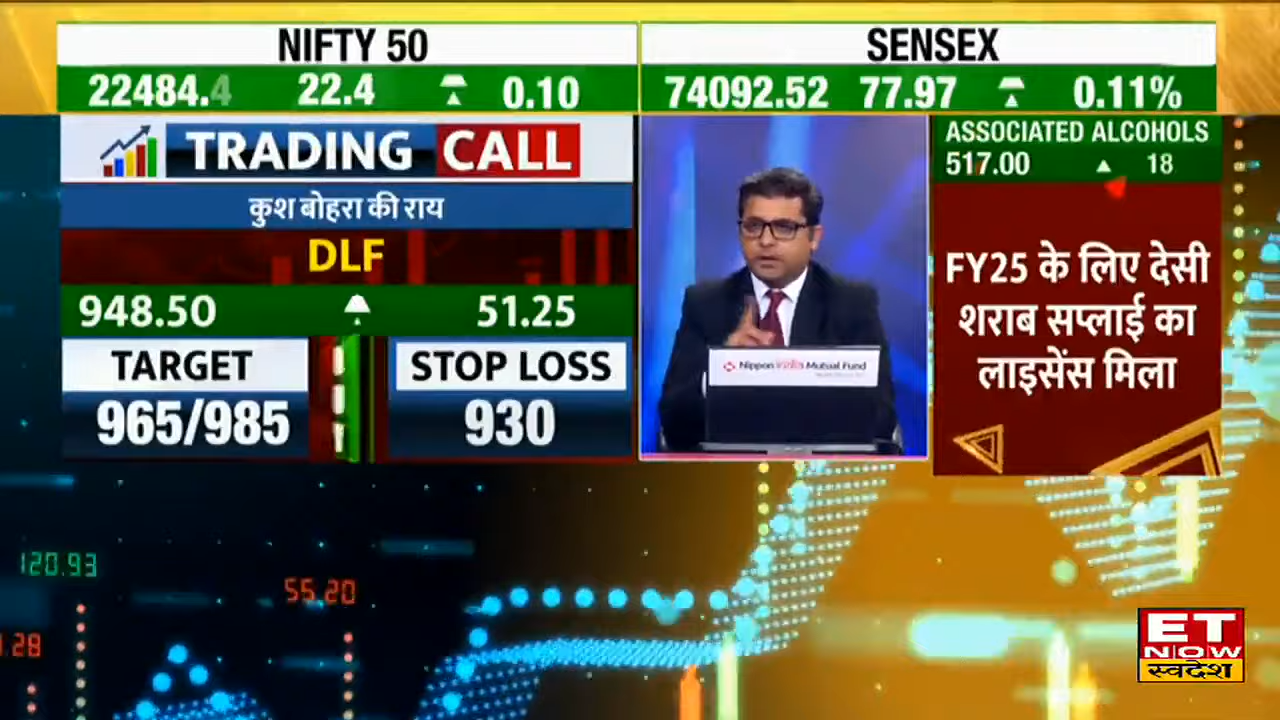 NIFTY 50
22484.4 22.4 0.10
SENSEX
74092.52 77.97 0.11%
TRADING CALL
कुश बोहरा की राय
DLF
948.50 51.25
TARGET
965/985
STOP LOSS
930
Nippon india Mutual Fund
ASSOCIATED ALCOHOLS
517.00 18
FY25 के लिए देसी
शराब सप्लाई का
लाइसेंस मिला
120.93
55.20
.28
ET
NOW
स्वदेश